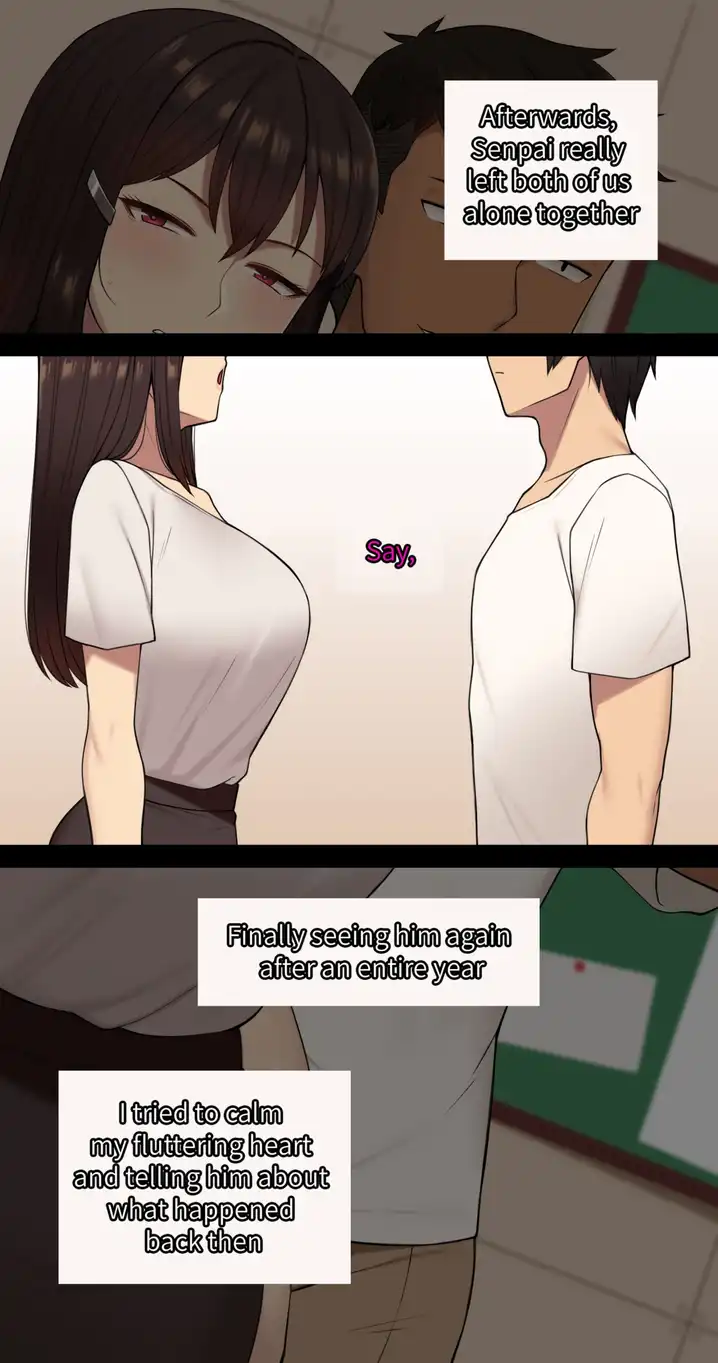 Afterwards,
Senpai really
left both of us
alone together
Say,
Finally seeing him again
after an entire year
I tried to calm
my fluttering heart
and telling him about
what happened
back then